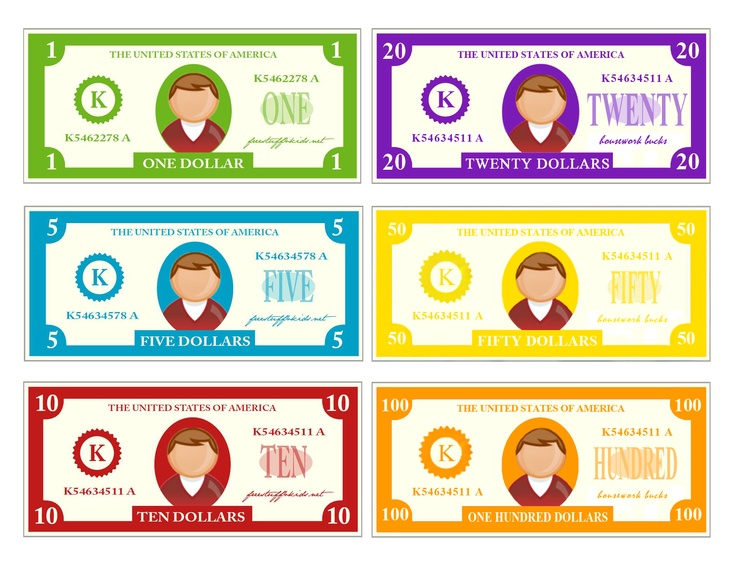 1 THE UNITED STATES OF AMERICA 1
K5462278 A
K ONE
K5462278 A freestuff4kids.net
1 ONE DOLLAR 1
20 THE UNITED STATES OF AMERICA 20
K54634511 A
K TWENTY
K54634511 A housework bucks
20 TWENTY DOLLARS 20
5 THE UNITED STATES OF AMERICA 5
K54634578 A
K FIVE
K54634578 A freestuff4kids.net
5 FIVE DOLLARS 5
50 THE UNITED STATES OF AMERICA 50
K54634511 A
K FIFTY
K54634511 A housework bucks
50 FIFTY DOLLARS 50
10 THE UNITED STATES OF AMERICA 10
K54634511 A
K TEN
K54634511 A freestuff4kids.net
10 TEN DOLLARS 10
100 THE UNITED STATES OF AMERICA 100
K54634511 A
K HUNDRED
K54634511 A housework bucks
100 ONE HUNDRED DOLLARS 100